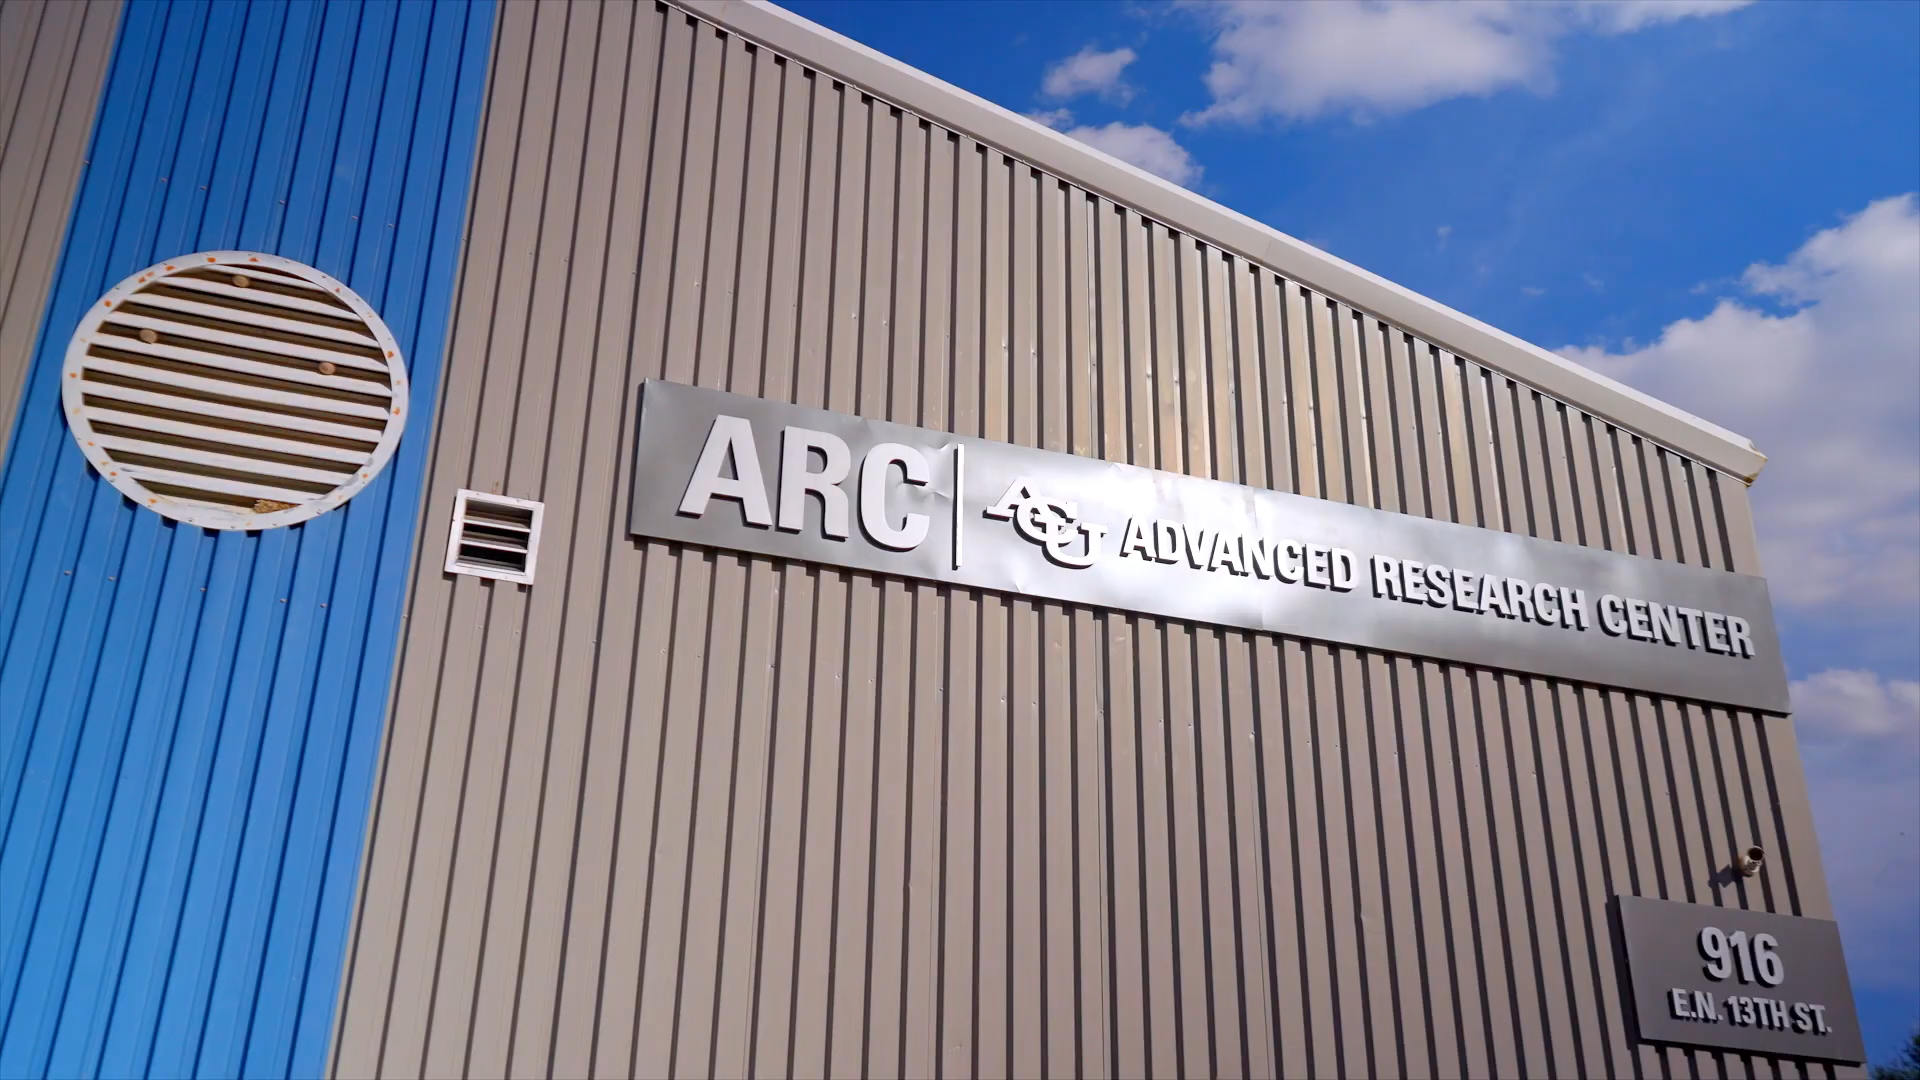 ARC | ACU ADVANCED RESEARCH CENTER
916
E.N. 13TH ST.